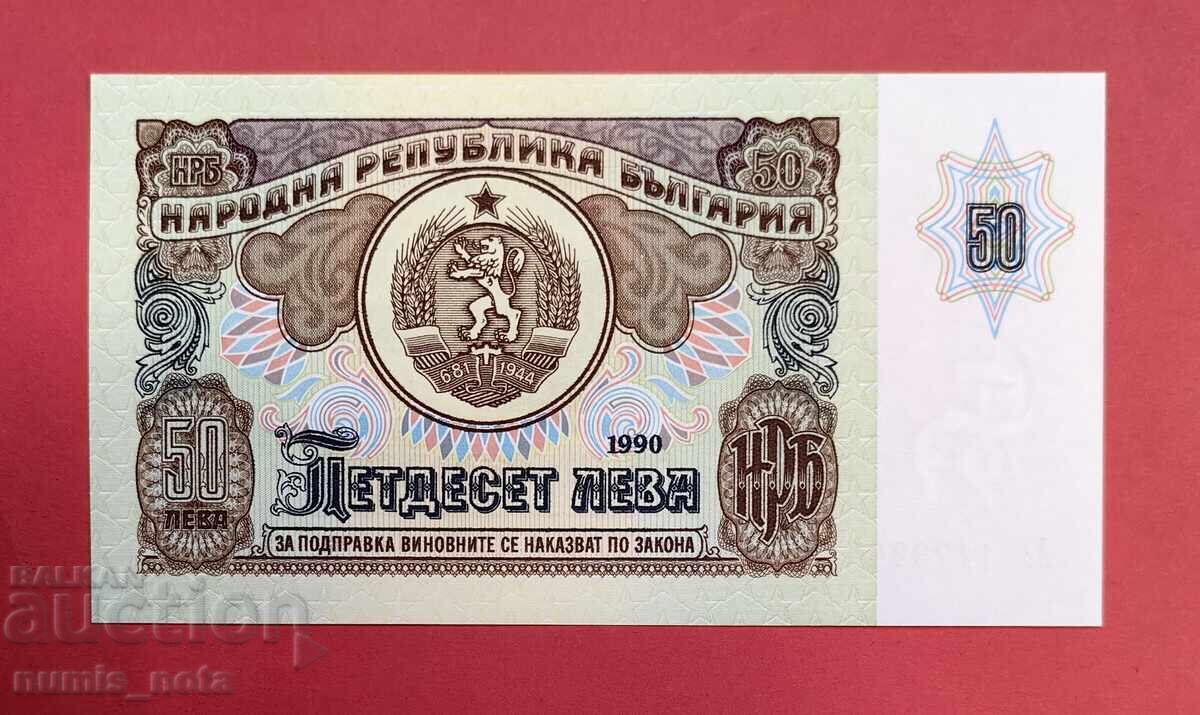 НРБ
50
НАРОДНА РЕПУБЛИКА БЪЛГАРИЯ
50
681 1944
1990
50
ЛЕВА
ПЕТДЕСЕТ ЛЕВА
НРБ
ЗА ПОДПРАВКА ВИНОВНИТЕ СЕ НАКАЗВАТ ПО ЗАКОНА
BALKAN
auction
numis_nota